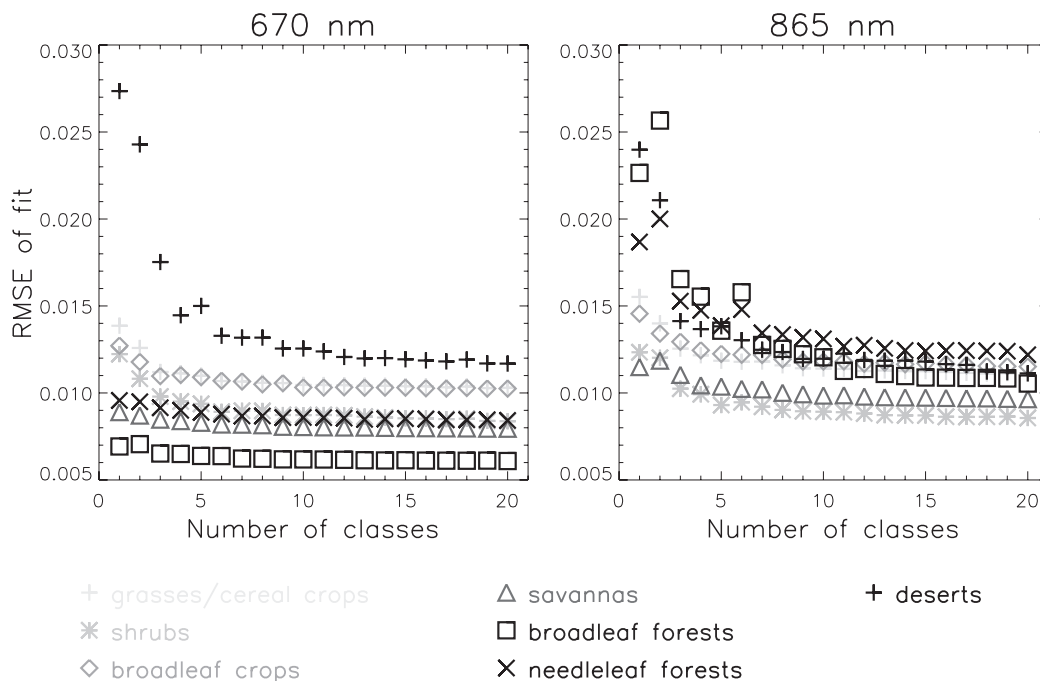 670 nm
865 nm
RMSE of fit
0.030
0.025
0.020
0.015
0.010
0.005
0 5 10 15 20
Number of classes
0.030
0.025
0.020
0.015
0.010
0.005
0 5 10 15 20
Number of classes
grasses/cereal crops
shrubs
broadleaf crops
savannas
broadleaf forests
needleleaf forests
deserts